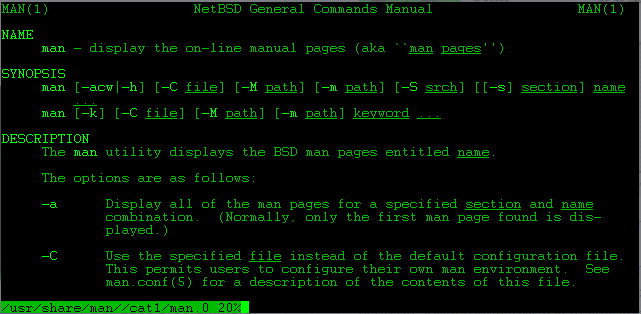 MAN(1) NetBSD General Commands Manual MAN(1)
NAME
man - display the on-line manual pages (aka ``man pages'')
SYNOPSIS
man [-acw|-h] [-C file] [-M path] [-m path] [-S srch] [[-s] section] name
...
man [-k] [-C file] [-M path] [-m path] keyword ...
DESCRIPTION
The man utility displays the BSD man pages entitled name.
The options are as follows:
-a Display all of the man pages for a specified section and name
combination. (Normally, only the first man page found is dis-
played.)
-C Use the specified file instead of the default configuration file.
This permits users to configure their own man environment. See
man.conf(5) for a description of the contents of this file.
/usr/share/man//cat1/man.0 20%